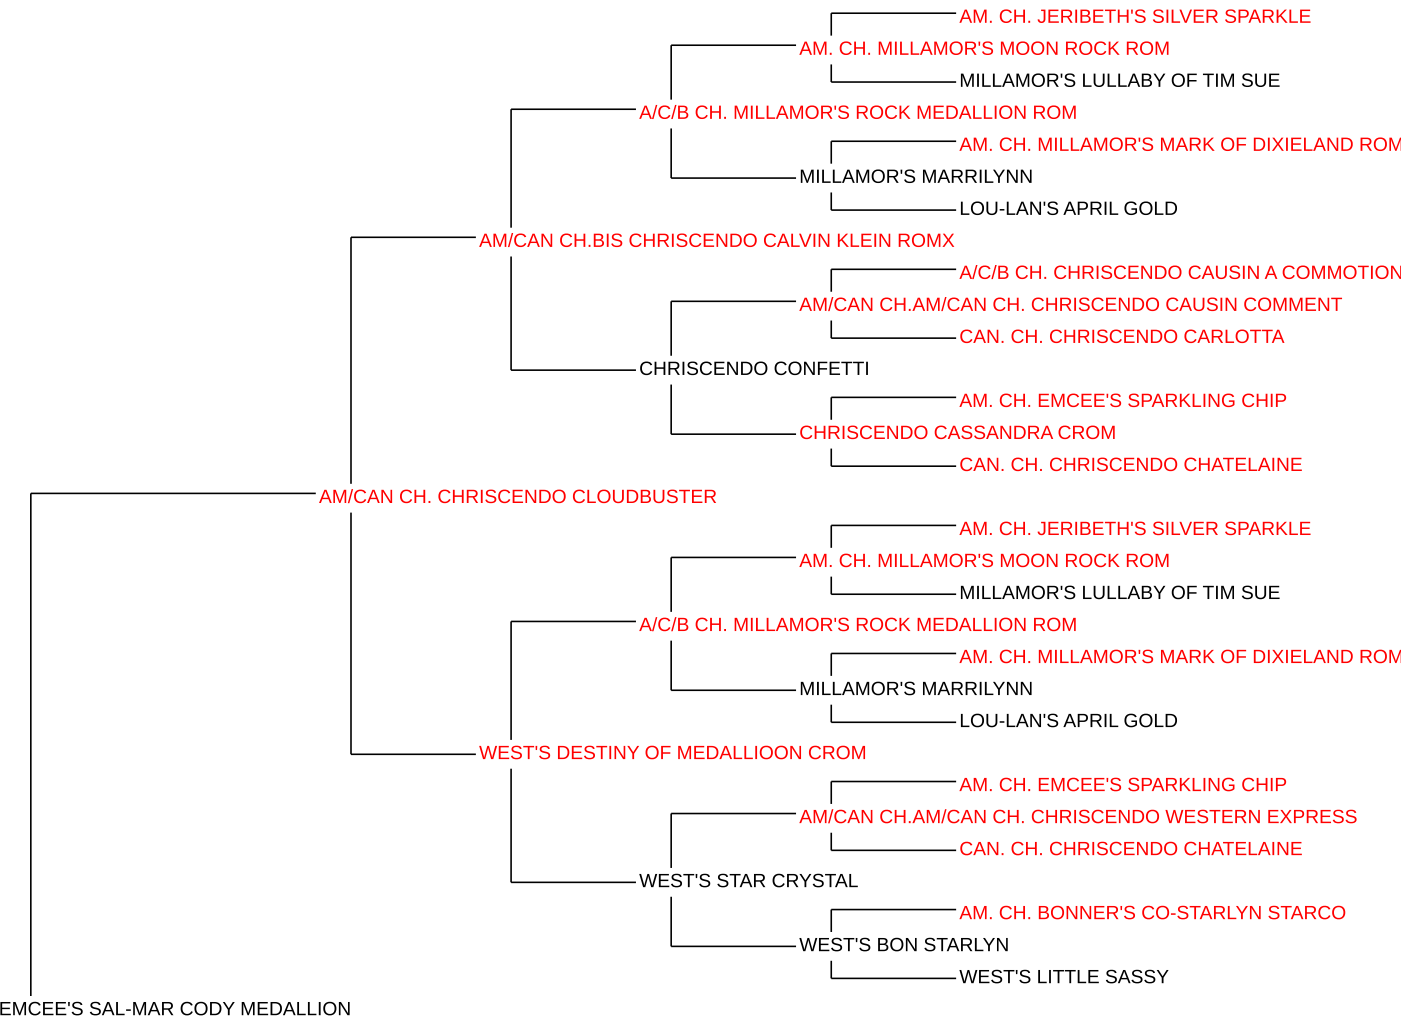 AM. CH. JERIBETH'S SILVER SPARKLE
AM. CH. MILLAMOR'S MOON ROCK ROM
MILLAMOR'S LULLABY OF TIM SUE
A/C/B CH. MILLAMOR'S ROCK MEDALLION ROM
AM. CH. MILLAMOR'S MARK OF DIXIELAND ROM
MILLAMOR'S MARRILYNN
LOU-LAN'S APRIL GOLD
AM/CAN CH.BIS CHRISCENDO CALVIN KLEIN ROMX
A/C/B CH. CHRISCENDO CAUSIN A COMMOTION
AM/CAN CH.AM/CAN CH. CHRISCENDO CAUSIN COMMENT
CAN. CH. CHRISCENDO CARLOTTA
CHRISCENDO CONFETTI
AM. CH. EMCEE'S SPARKLING CHIP
CHRISCENDO CASSANDRA CROM
CAN. CH. CHRISCENDO CHATELAINE
AM/CAN CH. CHRISCENDO CLOUDBUSTER
AM. CH. JERIBETH'S SILVER SPARKLE
AM. CH. MILLAMOR'S MOON ROCK ROM
MILLAMOR'S LULLABY OF TIM SUE
A/C/B CH. MILLAMOR'S ROCK MEDALLION ROM
AM. CH. MILLAMOR'S MARK OF DIXIELAND ROM
MILLAMOR'S MARRILYNN
LOU-LAN'S APRIL GOLD
WEST'S DESTINY OF MEDALLIOON CROM
AM. CH. EMCEE'S SPARKLING CHIP
AM/CAN CH.AM/CAN CH. CHRISCENDO WESTERN EXPRESS
CAN. CH. CHRISCENDO CHATELAINE
WEST'S STAR CRYSTAL
AM. CH. BONNER'S CO-STARLYN STARCO
WEST'S BON STARLYN
WEST'S LITTLE SASSY
EMCEE'S SAL-MAR CODY MEDALLION